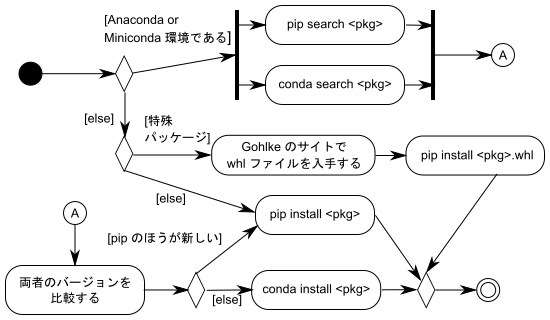 [Anaconda or
Miniconda 環境である]
pip search <pkg>
conda search <pkg>
A
[else]
[特殊
パッケージ]
Gohlke のサイトで
whl ファイルを入手する
pip install <pkg>.whl
[else]
pip install <pkg>
A
[pip のほうが新しい]
両者のバージョンを
比較する
[else]
conda install <pkg>